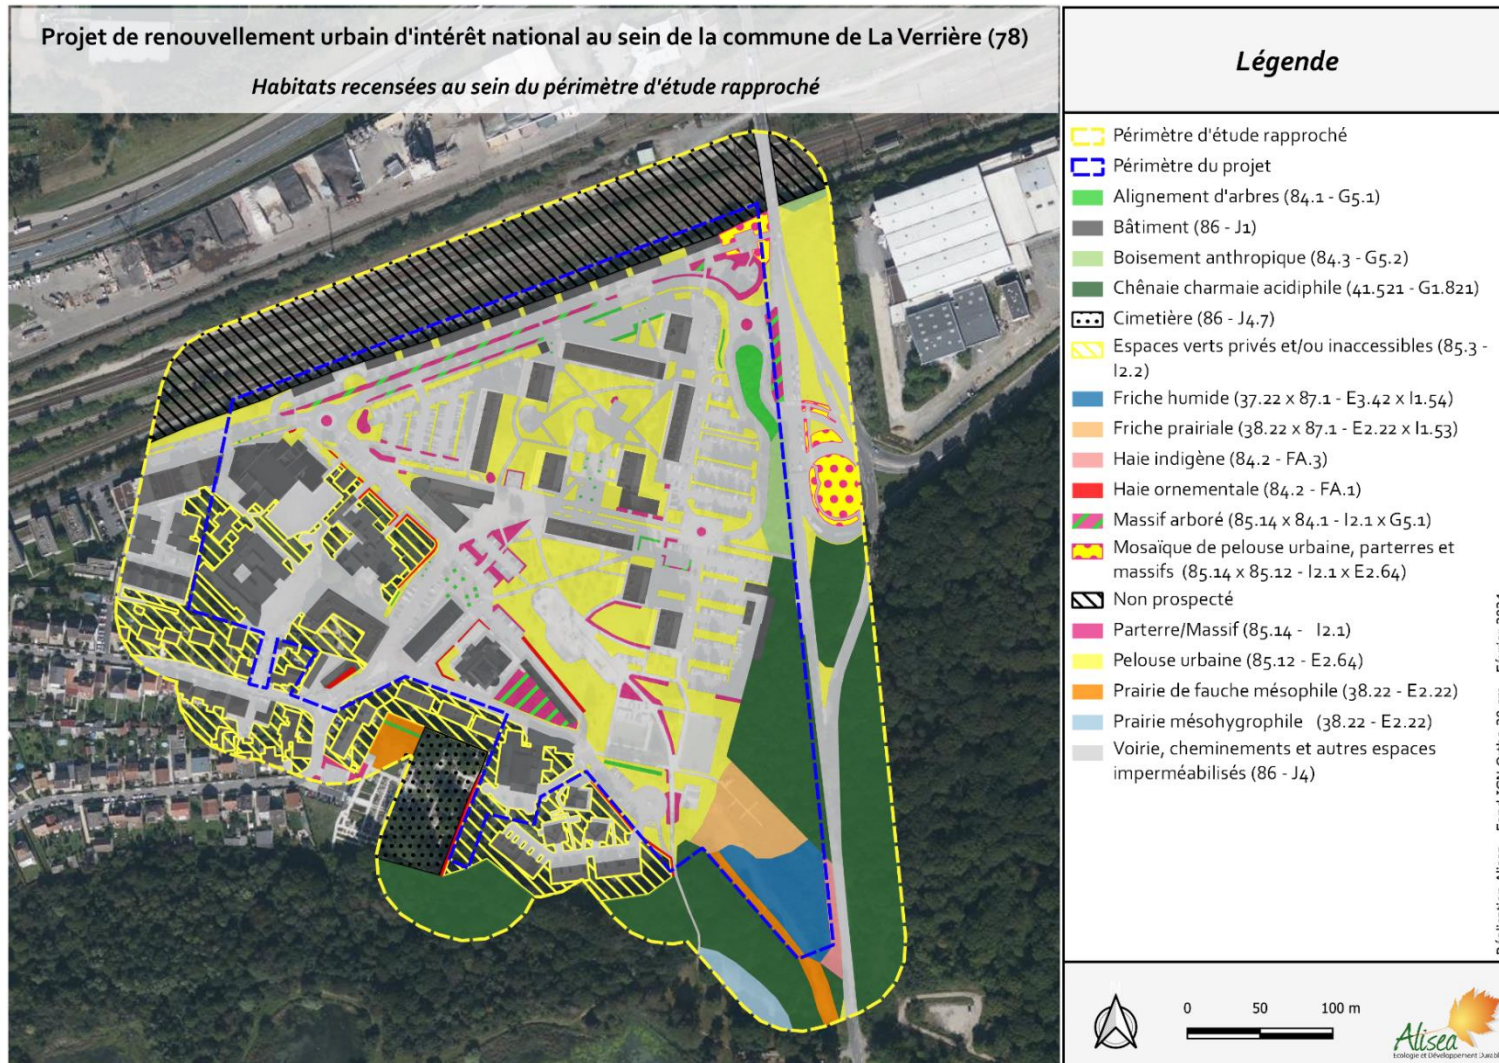 Projet de renouvellement urbain d'intérêt national au sein de la commune de La Verrière (78)
Habitats recensées au sein du périmètre d'étude rapproché
Légende
Périmètre d'étude rapproché
Périmètre du projet
Alignement d'arbres (84.1 - G5.1)
Bâtiment (86 - J1)
Boisement anthropique (84.3 - G5.2)
Chênaie charmaie acidiphile (41.521 - G1.821)
Cimetière (86 - J4.7)
Espaces verts privés et/ou inaccessibles (85.3 -
I2.2)
Friche humide (37.22 x 87.1 - E3.42 x I1.54)
Friche prairiale (38.22 x 87.1 - E2.22 x I1.53)
Haie indigène (84.2 - FA.3)
Haie ornementale (84.2 - FA.1)
Massif arboré (85.14 x 84.1 - I2.1 x G5.1)
Mosaïque de pelouse urbaine, parterres et
massifs (85.14 x 85.12 - I2.1 x E2.64)
Non prospecté
Parterre/Massif (85.14 - I2.1)
Pelouse urbaine (85.12 - E2.64)
Prairie de fauche mésophile (38.22 - E2.22)
Prairie mésohygrophile (38.22 - E2.22)
Voirie, cheminements et autres espaces
imperméabilisés (86 - J4)
N
0 50 100 m
Alisea
Ecologie et Développement